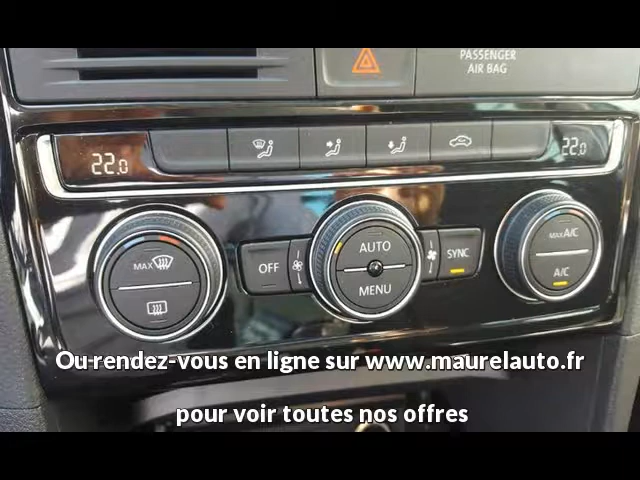 PASSENGER
AIR BAG
22.0
22.0
MAX
OFF
AUTO
MENU
SYNC
MAX A/C
A/C
Ou rendez-vous en ligne sur www.maurelauto.fr
pour voir toutes nos offres